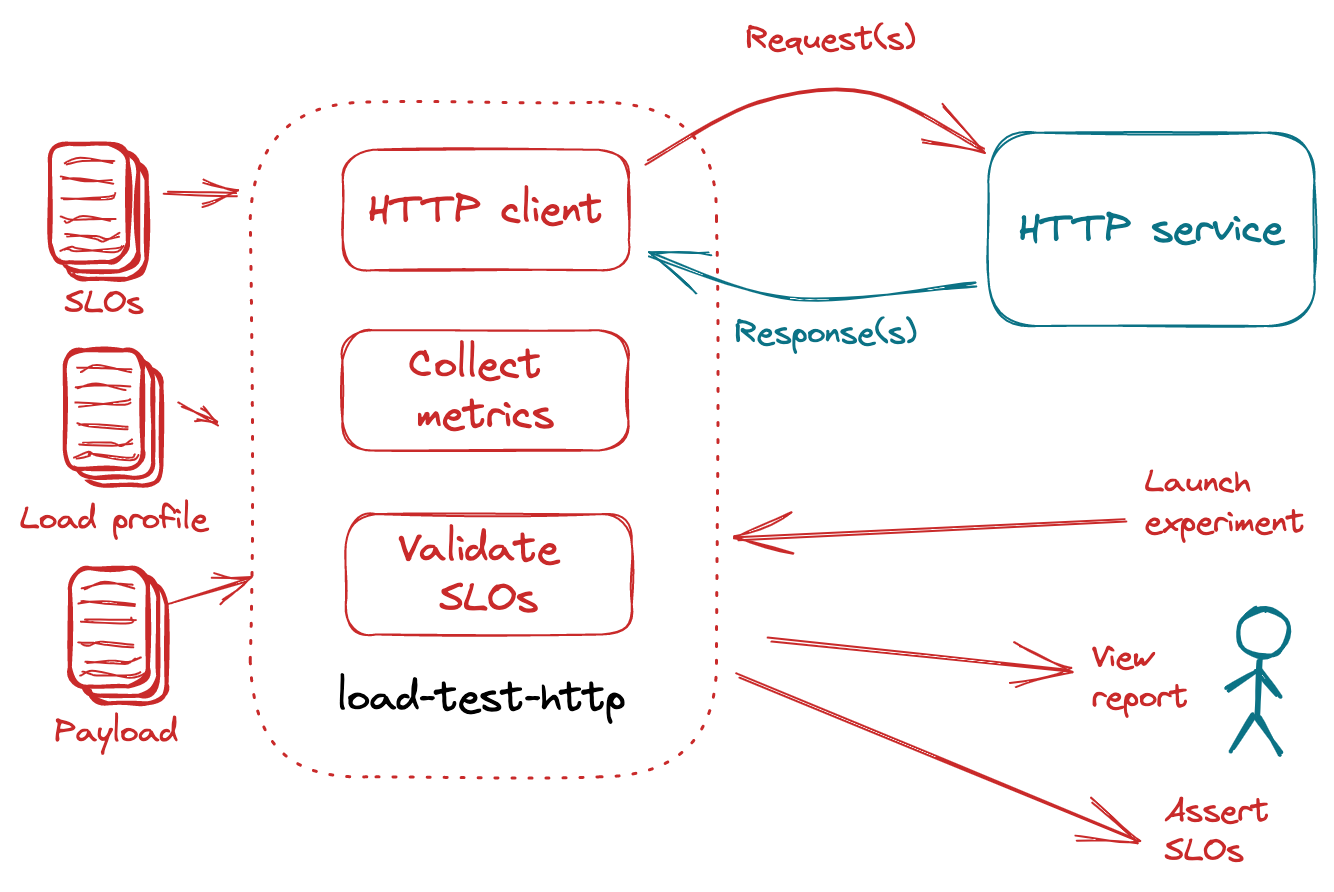 Request(s)
HTTP client
HTTP service
SLOs
Response(s)
Collect
metrics
Load profile
Launch
experiment
Validate
SLOs
load-test-http
View
report
Payload
Assert
SLOs